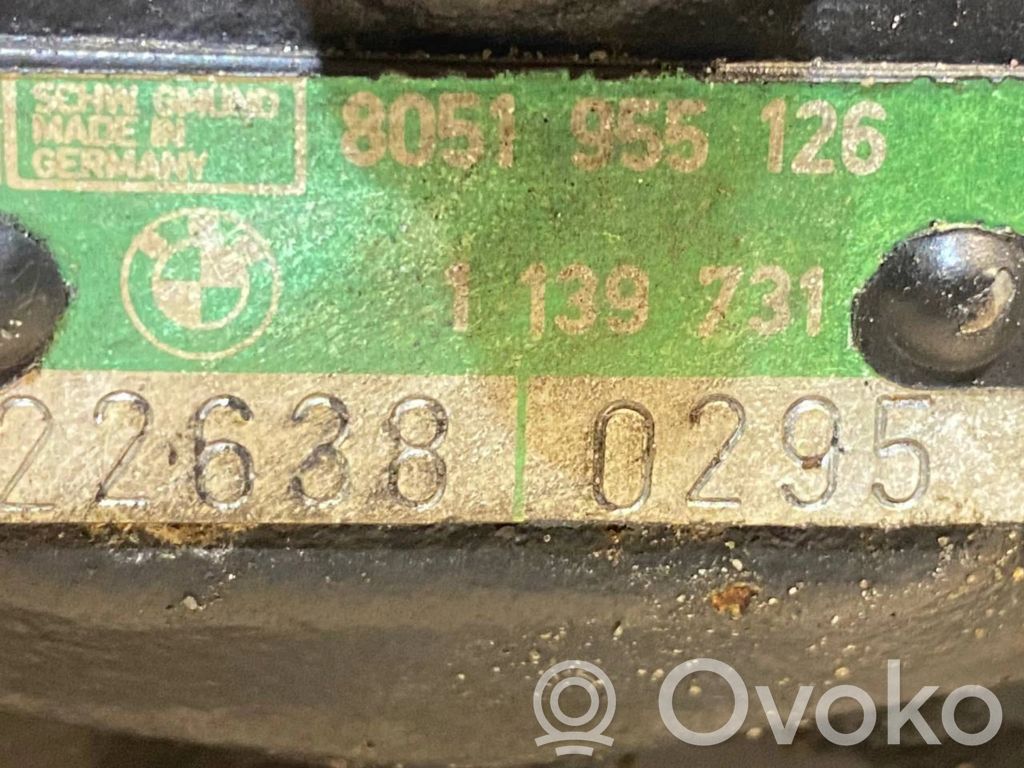 SCHW. GMÜND
MADE IN
GERMANY
8051 955 126
1 139 731
22638 0295
Ovoko